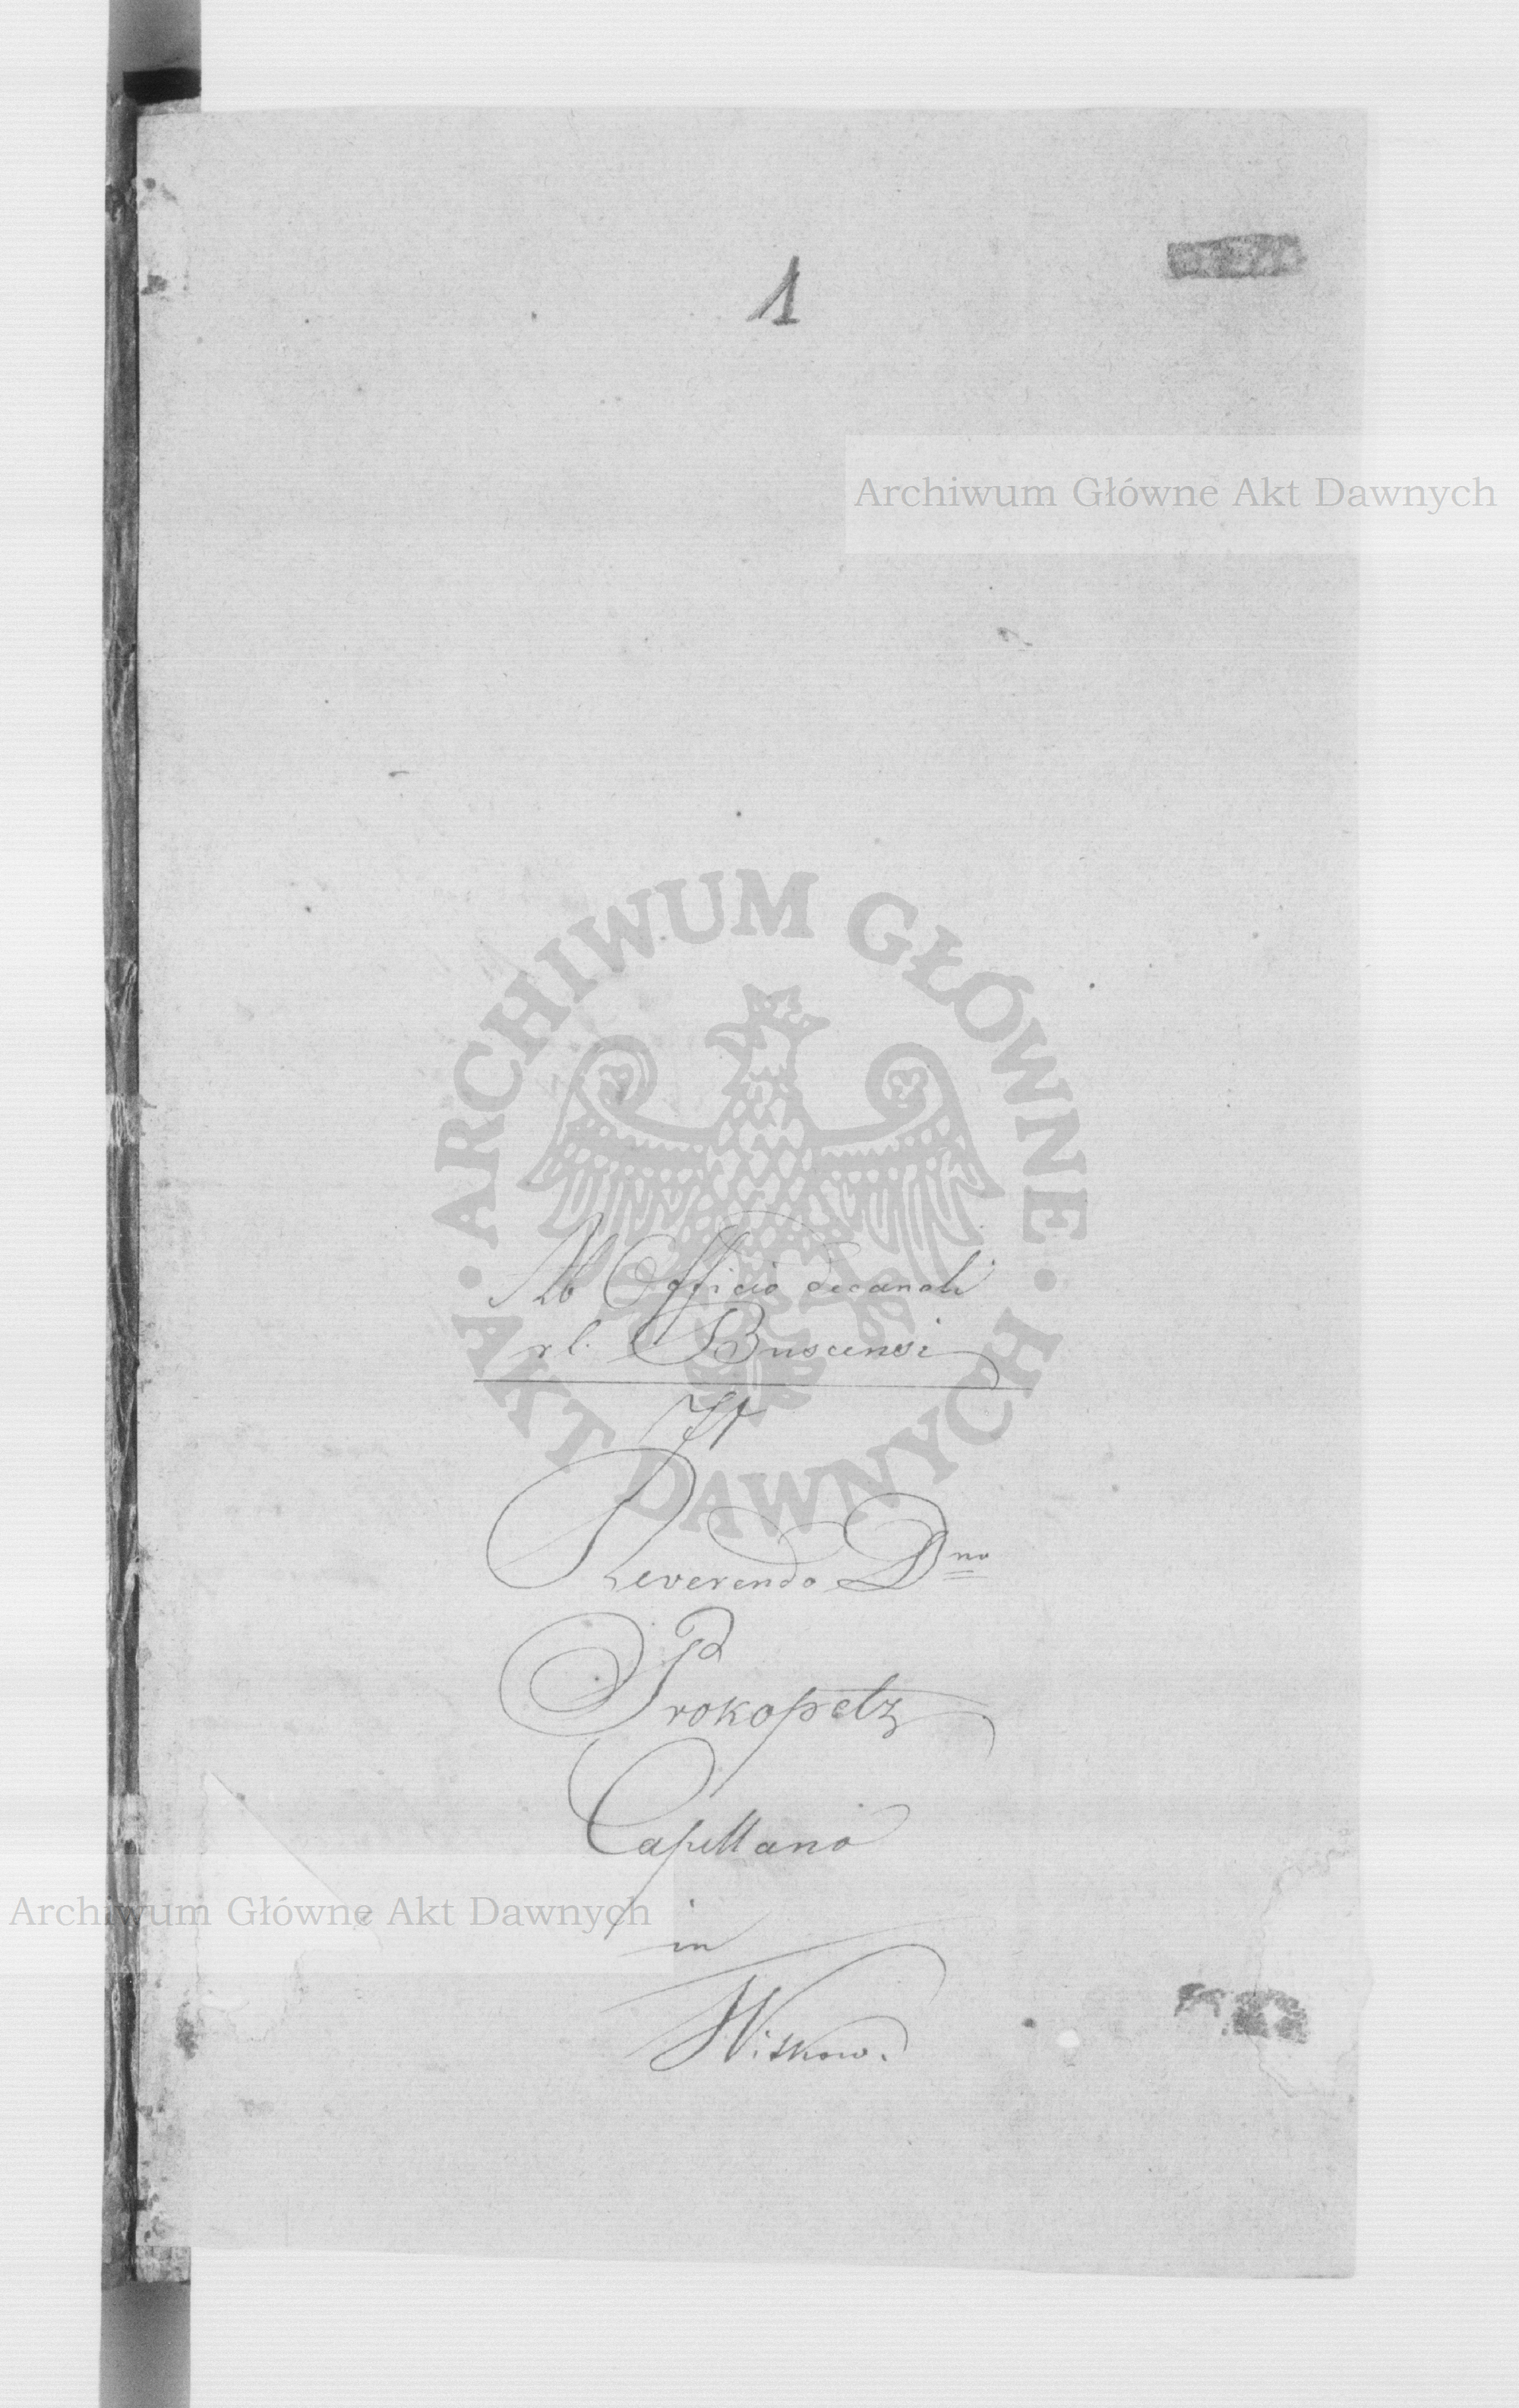 1
Archiwum Główne Akt Dawnych
ARCHIWUM GŁÓWNE
AKT DAWNYCH
Ab Officio decanali
rl. Buscensi
Reverendo Dno
Prokopetz
Capellano
in
Witkow.
Archiwum Główne Akt Dawnych